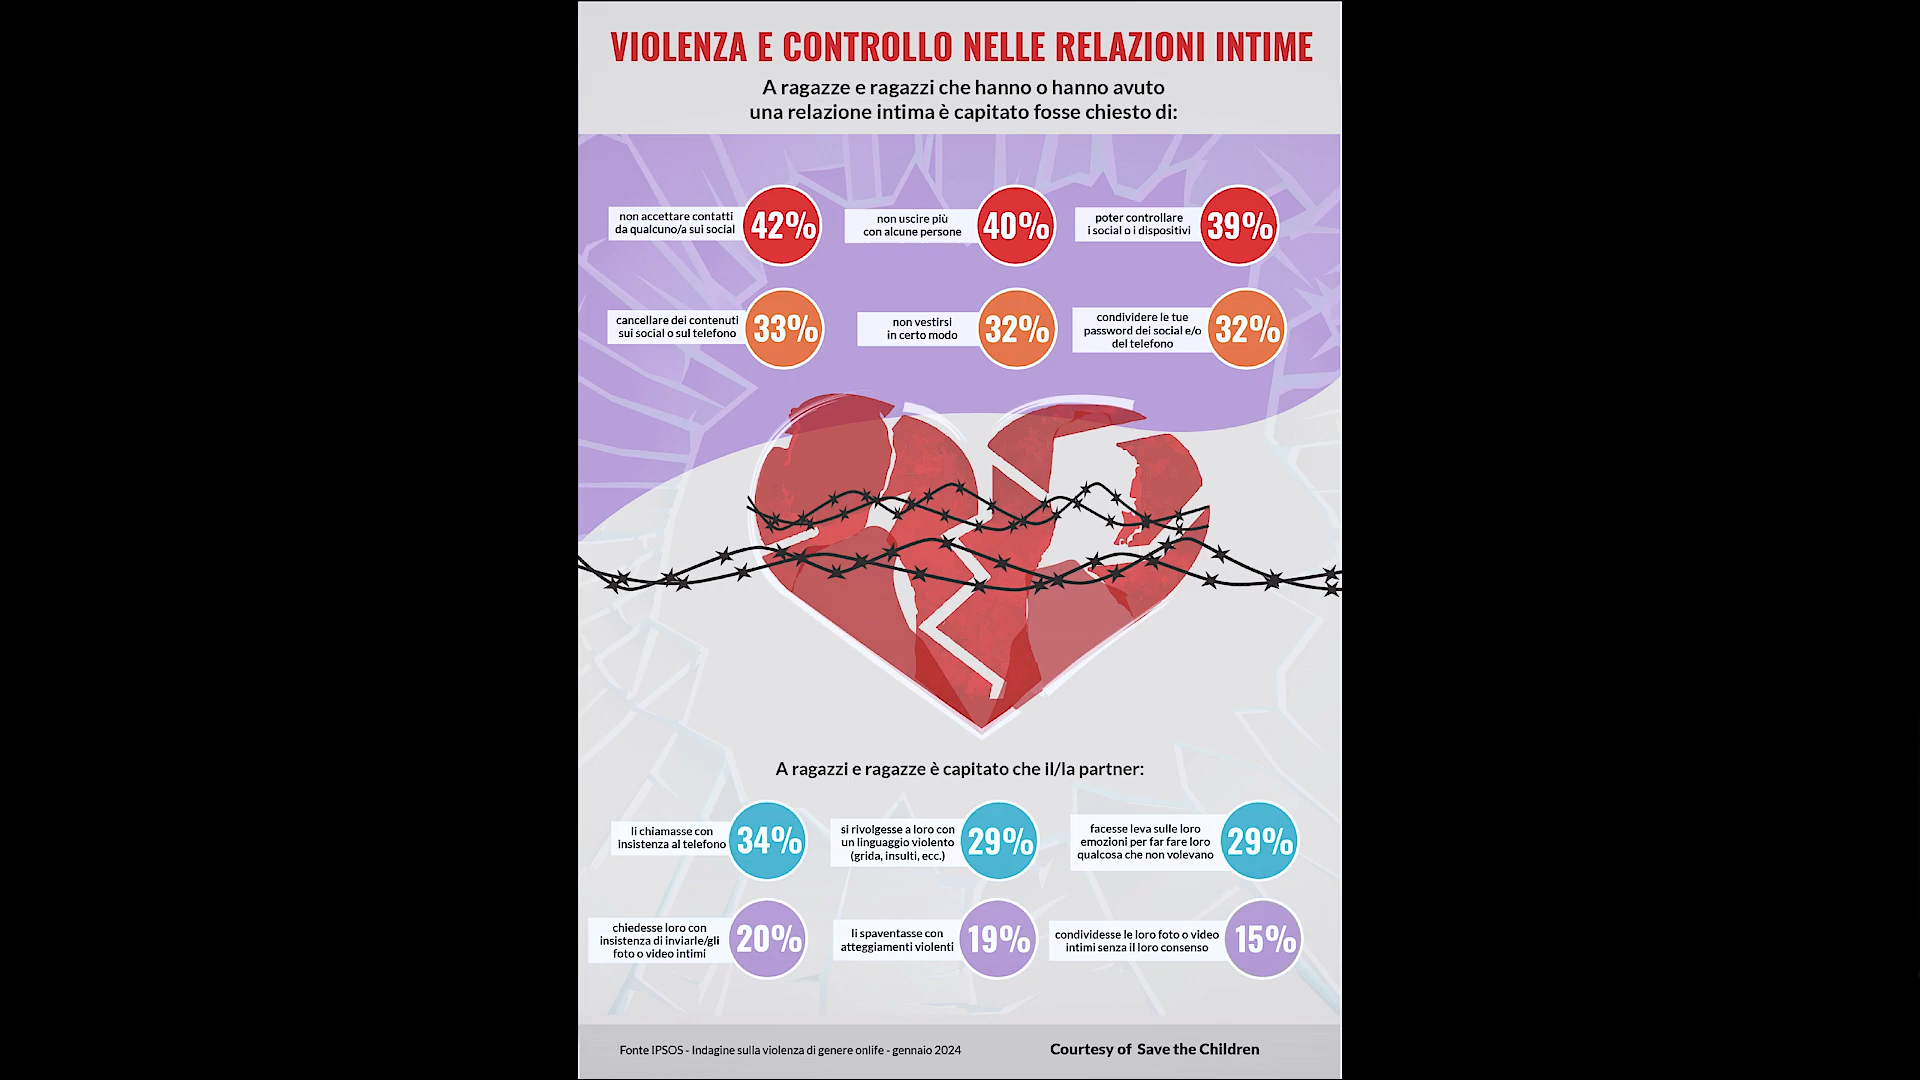 VIOLENZA E CONTROLLO NELLE RELAZIONI INTIME
A ragazze e ragazzi che hanno o hanno avuto
una relazione intima è capitato fosse chiesto di:
non accettare contatti
da qualcuno/a sui social
42%
non uscire più
con alcune persone
40%
poter controllare
i social o i dispositivi
39%
cancellare dei contenuti
sui social o sul telefono
33%
non vestirsi
in certo modo
32%
condividere le tue
password dei social e/o
del telefono
32%
A ragazzi e ragazze è capitato che il/la partner:
li chiamasse con
insistenza al telefono
34%
si rivolgesse a loro con
un linguaggio violento
(grida, insulti, ecc.)
29%
facesse leva sulle loro
emozioni per far fare loro
qualcosa che non volevano
29%
chiedesse loro con
insistenza di inviarle/gli
foto o video intimi
20%
li spaventasse con
atteggiamenti violenti
19%
condividesse le loro foto o video
intimi senza il loro consenso
15%
Fonte IPSOS - Indagine sulla violenza di genere onlife - gennaio 2024
Courtesy of Save the Children